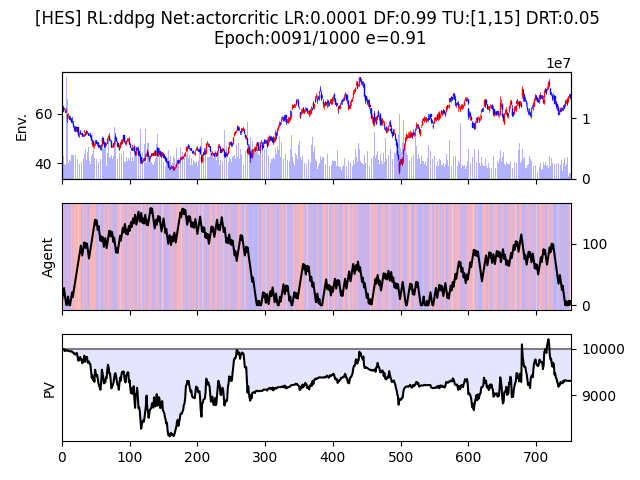 [HES] RL:ddpg Net:actorcritic LR:0.0001 DF:0.99 TU:[1,15] DRT:0.05
Epoch:0091/1000 e=0.91
1e7
Env.
60
40
1
0
Agent
100
0
PV
10000
9000
0 100 200 300 400 500 600 700